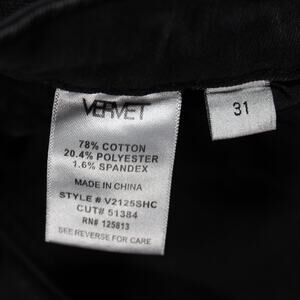 VERVET
31
78% COTTON
20.4% POLYESTER
1.6% SPANDEX
MADE IN CHINA
STYLE # V2125SHC
CUT# 51384
RN# 125813
SEE REVERSE FOR CARE